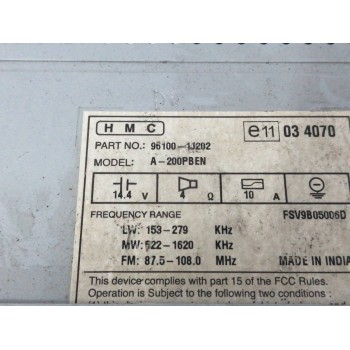 HMC
e11 03 4070
PART NO.: 96100-1J202
MODEL: A-200PBEN
14.4 V
4 Ω
10 A
FREQUENCY RANGE FSV9B05006D
LW: 153-279 KHz
MW: 522-1620 KHz
FM: 87.5-108.0 MHz MADE IN INDIA
This device complies with part 15 of the FCC Rules.
Operation is Subject to the following two
conditions: (1) this